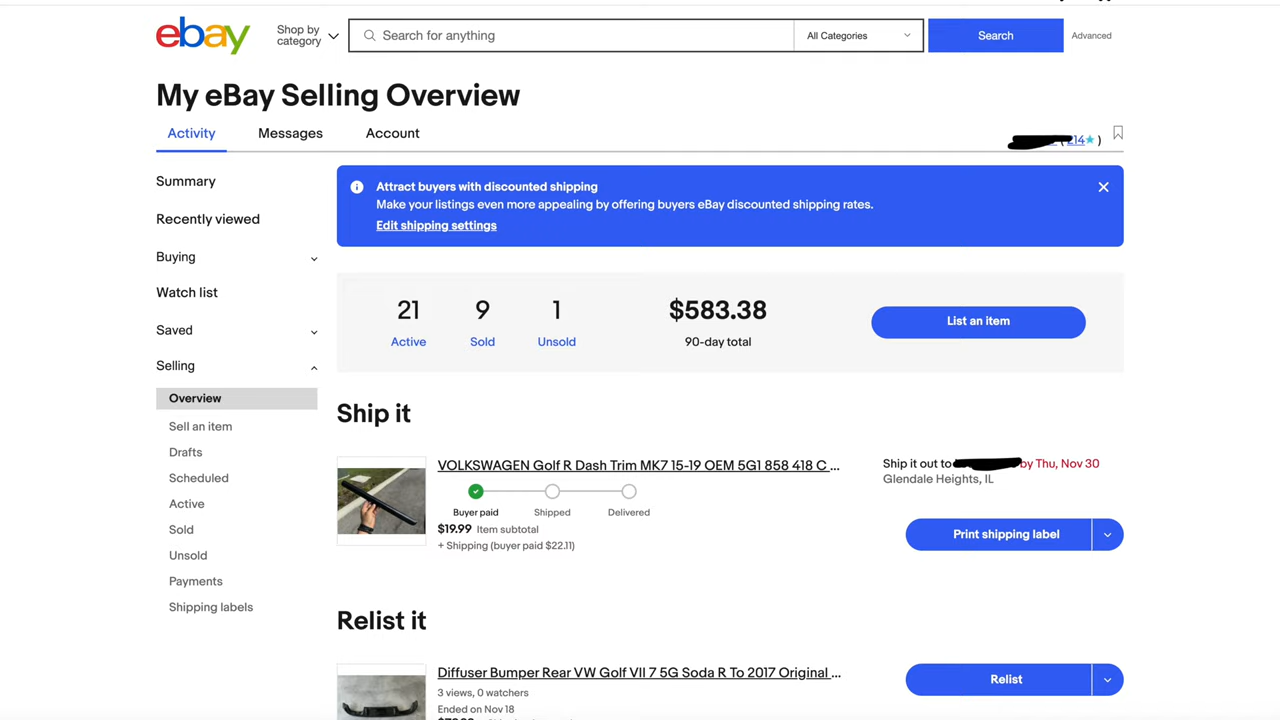 ebay
Shop by
category
Search for anything
All Categories
Search
Advanced
My eBay Selling Overview
Activity
Messages
Account
214
)
Summary
Recently viewed
Buying
Watch list
Saved
Selling
Overview
Sell an item
Drafts
Scheduled
Active
Sold
Unsold
Payments
Shipping labels
Attract buyers with discounted shipping
Make your listings even more appealing by offering buyers eBay discounted shipping rates.
Edit shipping settings
21
Active
9
Sold
1
Unsold
$583.38
90-day total
List an item
Ship it
VOLKSWAGEN Golf R Dash Trim MK7 15-19 OEM 5G1 858 418 C ...
Buyer paid
Shipped
Delivered
$19.99 Item subtotal
+ Shipping (buyer paid $22.11)
Ship it out to by Thu, Nov 30
Glendale Heights, IL
Print shipping label
Relist it
Diffuser Bumper Rear VW Golf VII 7 5G Soda R To 2017 Original ...
3 views, 0 watchers
Ended on Nov 18
Relist